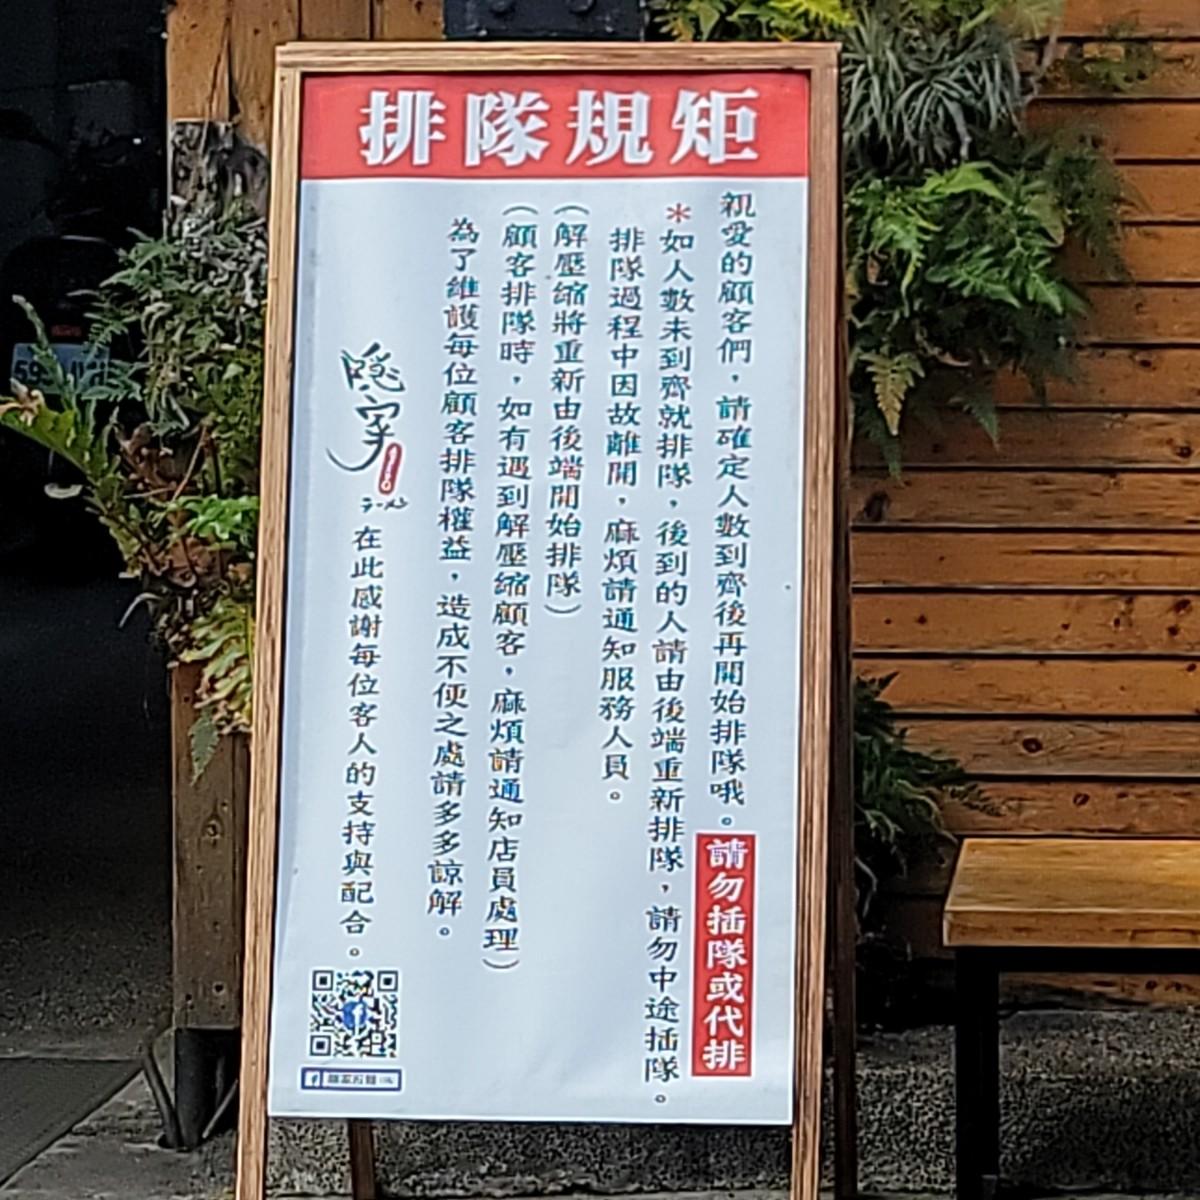 排隊規矩
親愛的顧客們，請確定人數到齊後再開始排隊哦。請勿插隊或代排
＊如人數未到齊就排隊，後到的人請由後端重新排隊，請勿中途插隊。
排隊過程中因故離開，麻煩請通知服務人員。
（解壓縮將重新由後端開始排隊）
（顧客排隊時，如有遇到解壓縮顧客，麻煩請通知店員處理）
為了維護每位顧客排隊權益，造成不便之處請多多諒解。
隱家
ラーメン
在此感謝每位客人的支持與配合。